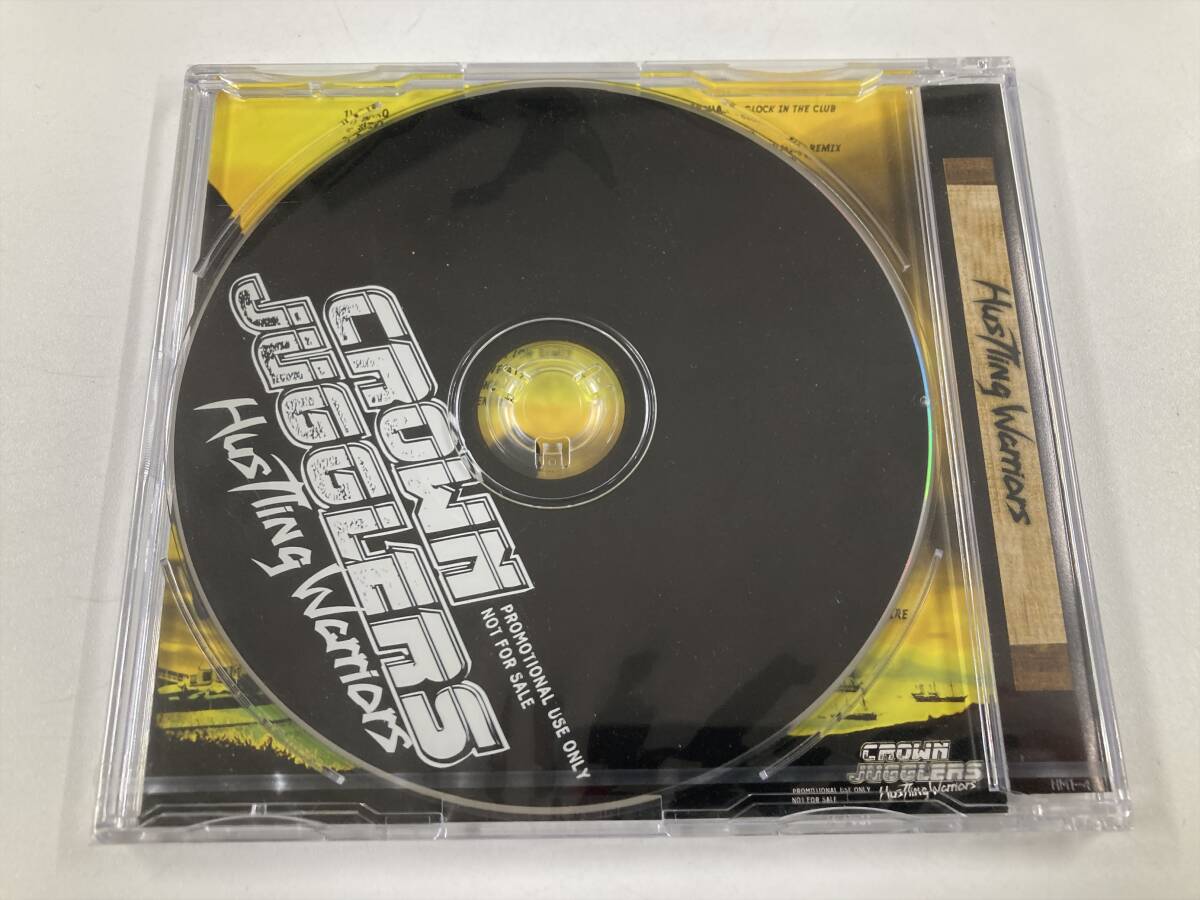 CROWN
JUGGLERS
Hustling Warriors
PROMOTIONAL USE ONLY
NOT FOR SALE
GLOCK IN THE CLUB
REMIX
Hustling Warriors
CROWN
JUGGLERS
Hustling Warriors
PROMOTIONAL USE ONLY
NOT FOR SALE